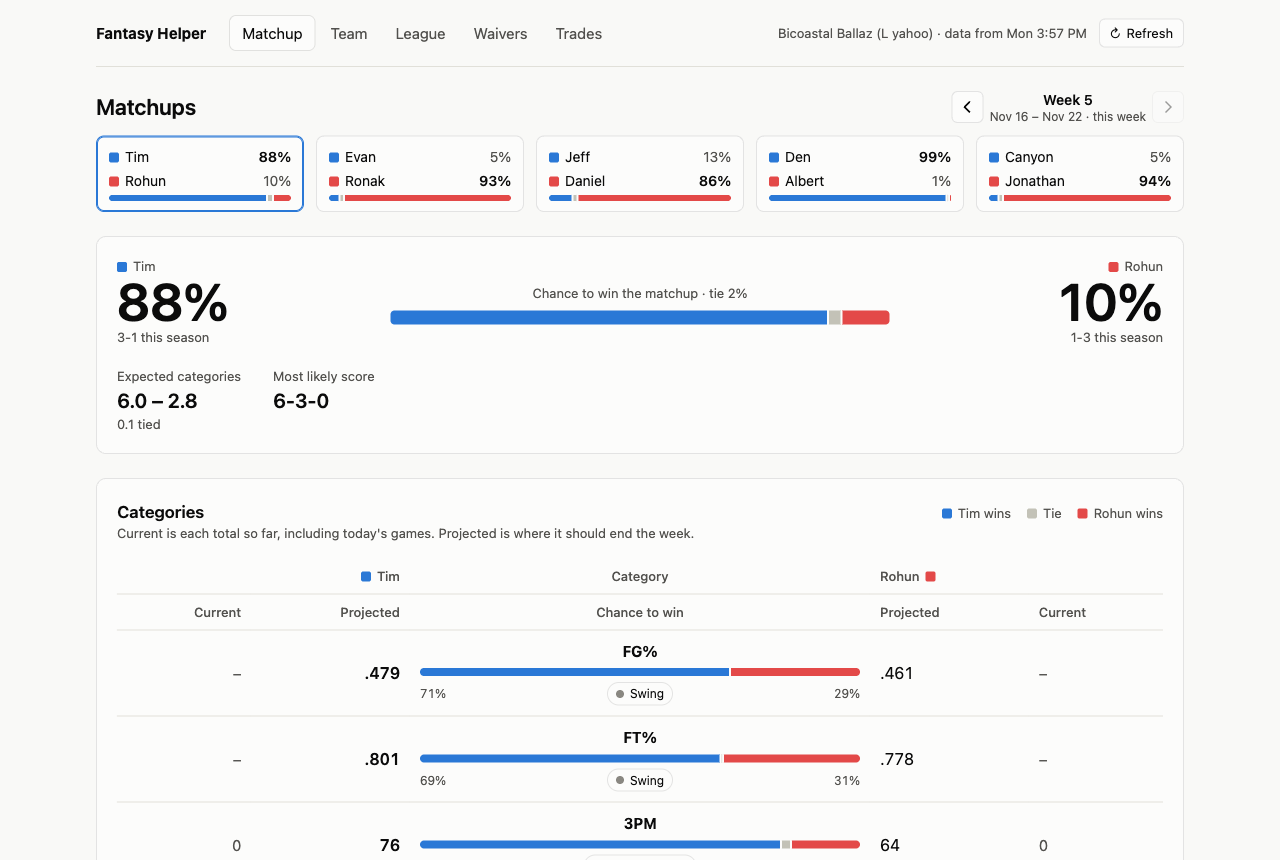 Fantasy Helper
Matchup
Team
League
Waivers
Trades
Bicoastal Ballaz (L yahoo) · data from Mon 3:57 PM
Refresh
Matchups
Week 5
Nov 16 – Nov 22 · this week
Tim 88%
Rohun 10%
Evan 5%
Ronak 93%
Jeff 13%
Daniel 86%
Den 99%
Albert 1%
Canyon 5%
Jonathan 94%
Tim
88%
3-1 this season
Chance to win the matchup · tie 2%
Rohun
10%
1-3 this season
Expected categories
6.0 – 2.8
0.1 tied
Most likely score
6-3-0
Categories
Current is each total so far, including today's games. Projected is where it should end the week.
Tim wins
Tie
Rohun wins
Tim Category Rohun
Current Projected Chance to win Projected Current
FG%
– .479 .461 –
71% Swing 29%
FT%
– .801 .778 –
69% Swing 31%
3PM
0 76 64 0